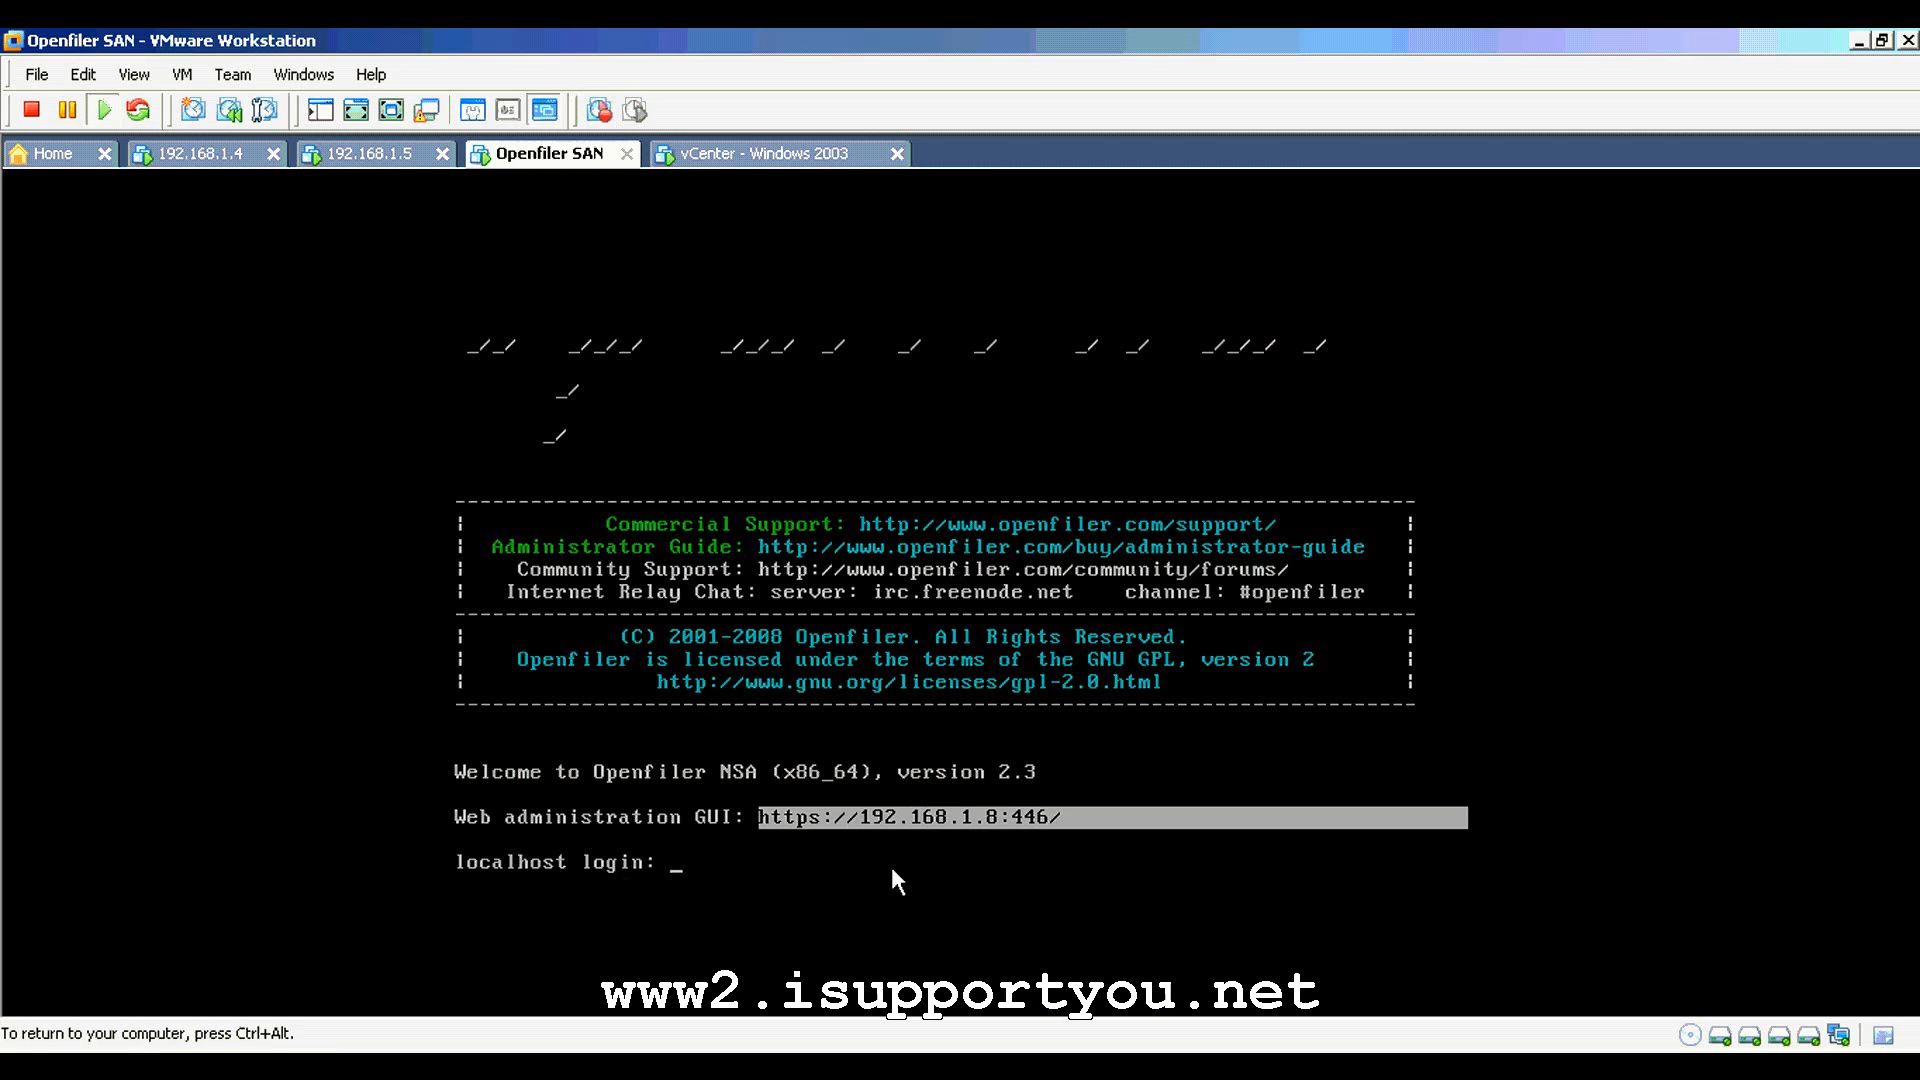 Openfiler SAN - VMware Workstation
File Edit View VM Team Windows Help
Home 192.168.1.4 192.168.1.5 Openfiler SAN vCenter - Windows 2003
Commercial Support: http://www.openfiler.com/support/
Administrator Guide: http://www.openfiler.com/buy/administrator-guide
Community Support: http://www.openfiler.com/community/forums/
Internet Relay Chat: server: irc.freenode.net channel: #openfiler
(C) 2001-2008 Openfiler. All Rights Reserved.
Openfiler is licensed under the terms of the GNU GPL, version 2
http://www.gnu.org/licenses/gpl-2.0.html
Welcome to Openfiler NSA (x86_64), version 2.3
Web administration GUI: https://192.168.1.8:446/
localhost login: _
www2.isupportyou.net
To return to your computer, press Ctrl+Alt.